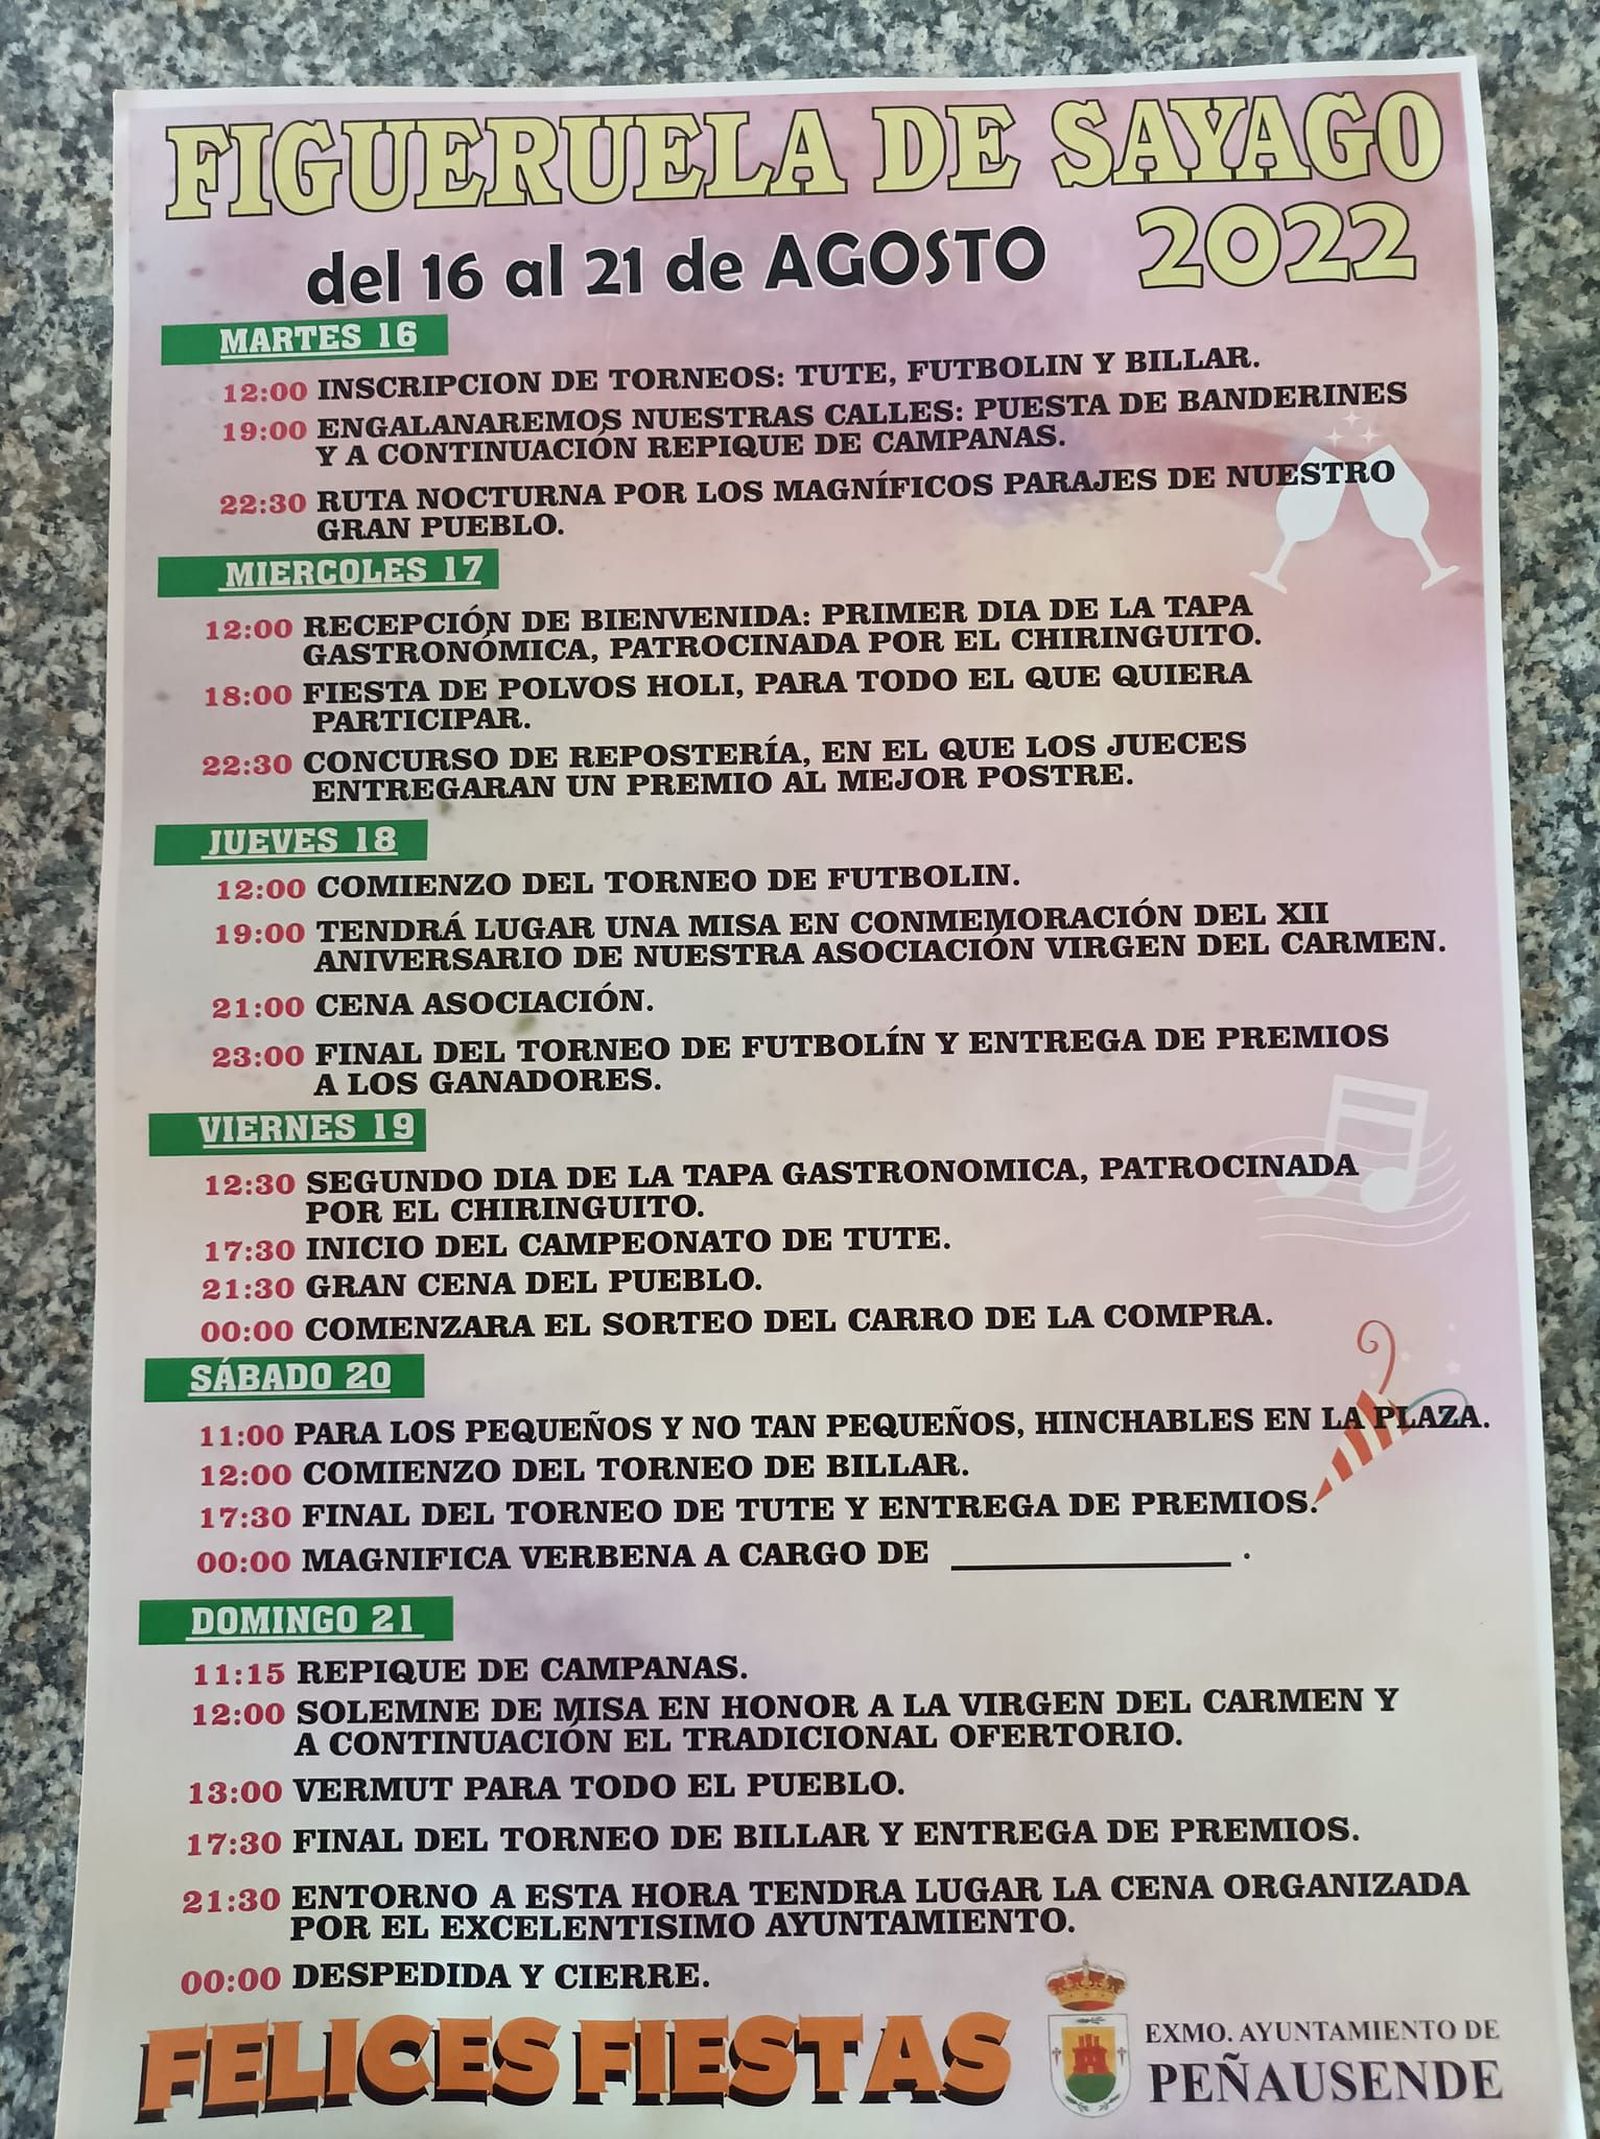 FIGUERUELA DE SAYAGO
del 16 al 21 de AGOSTO 2022
MARTES 16
12:00 INSCRIPCION DE TORNEOS: TUTE, FUTBOLIN Y BILLAR.
19:00 ENGALANAREMOS NUESTRAS CALLES: PUESTA DE BANDERINES
Y A CONTINUACIÓN REPIQUE DE CAMPANAS.
22:30 RUTA NOCTURNA POR LOS MAGNÍFICOS PARAJES DE NUESTRO
GRAN PUEBLO.
MIERCOLES 17
12:00 RECEPCIÓN DE BIENVENIDA: PRIMER DIA DE LA TAPA
GASTRONÓMICA, PATROCINADA POR EL CHIRINGUITO.
18:00 FIESTA DE POLVOS HOLI, PARA TODO EL QUE QUIERA
PARTICIPAR.
22:30 CONCURSO DE REPOSTERÍA, EN EL QUE LOS JUECES
ENTREGARAN UN PREMIO AL MEJOR POSTRE.
JUEVES 18
12:00 COMIENZO DEL TORNEO DE FUTBOLIN.
19:00 TENDRÁ LUGAR UNA MISA EN CONMEMORACIÓN DEL XII
ANIVERSARIO DE NUESTRA ASOCIACIÓN VIRGEN DEL CARMEN.
21:00 CENA ASOCIACIÓN.
23:00 FINAL DEL TORNEO DE FUTBOLÍN Y ENTREGA DE PREMIOS
A LOS GANADORES.
VIERNES 19
12:30 SEGUNDO DIA DE LA TAPA GASTRONOMICA, PATROCINADA
POR EL CHIRINGUITO.
17:30 INICIO DEL CAMPEONATO DE TUTE.
21:30 GRAN CENA DEL PUEBLO.
00:00 COMENZARA EL SORTEO DEL CARRO DE LA COMPRA.
SÁBADO 20
11:00 PARA LOS PEQUEÑOS Y NO TAN PEQUEÑOS, HINCHABLES EN LA PLAZA.
12:00 COMIENZO DEL TORNEO DE BILLAR.
17:30 FINAL DEL TORNEO DE TUTE Y ENTREGA DE PREMIOS.
00:00 MAGNIFICA VERBENA A CARGO DE ______________ .
DOMINGO 21
11:15 REPIQUE DE CAMPANAS.
12:00 SOLEMNE DE MISA EN HONOR A LA VIRGEN DEL CARMEN Y
A CONTINUACIÓN EL TRADICIONAL OFERTORIO.
13:00 VERMUT PARA TODO EL PUEBLO.
17:30 FINAL DEL TORNEO DE BILLAR Y ENTREGA DE PREMIOS.
21:30 ENTORNO A ESTA HORA TENDRA LUGAR LA CENA ORGANIZADA
POR EL EXCELENTISIMO AYUNTAMIENTO.
00:00 DESPEDIDA Y CIERRE.
FELICES FIESTAS
EXMO. AYUNTAMIENTO DE
PEÑAUSENDE